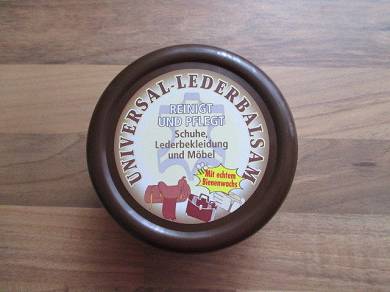 UNIVERSAL-LEDERBALSAM
REINIGT
UND PFLEGT
Schuhe,
Lederbekleidung
und Möbel
Mit echtem
Bienenwachs